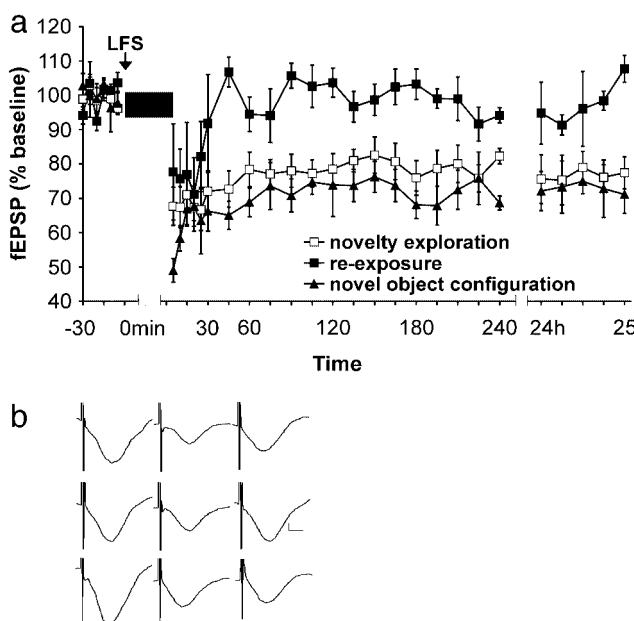 a
LFS
fEPSP (% baseline)
120
110
100
90
80
70
60
50
40
novelty exploration
re-exposure
novel object configuration
-30 0min 30 60 120 180 240 24h 25
Time
b